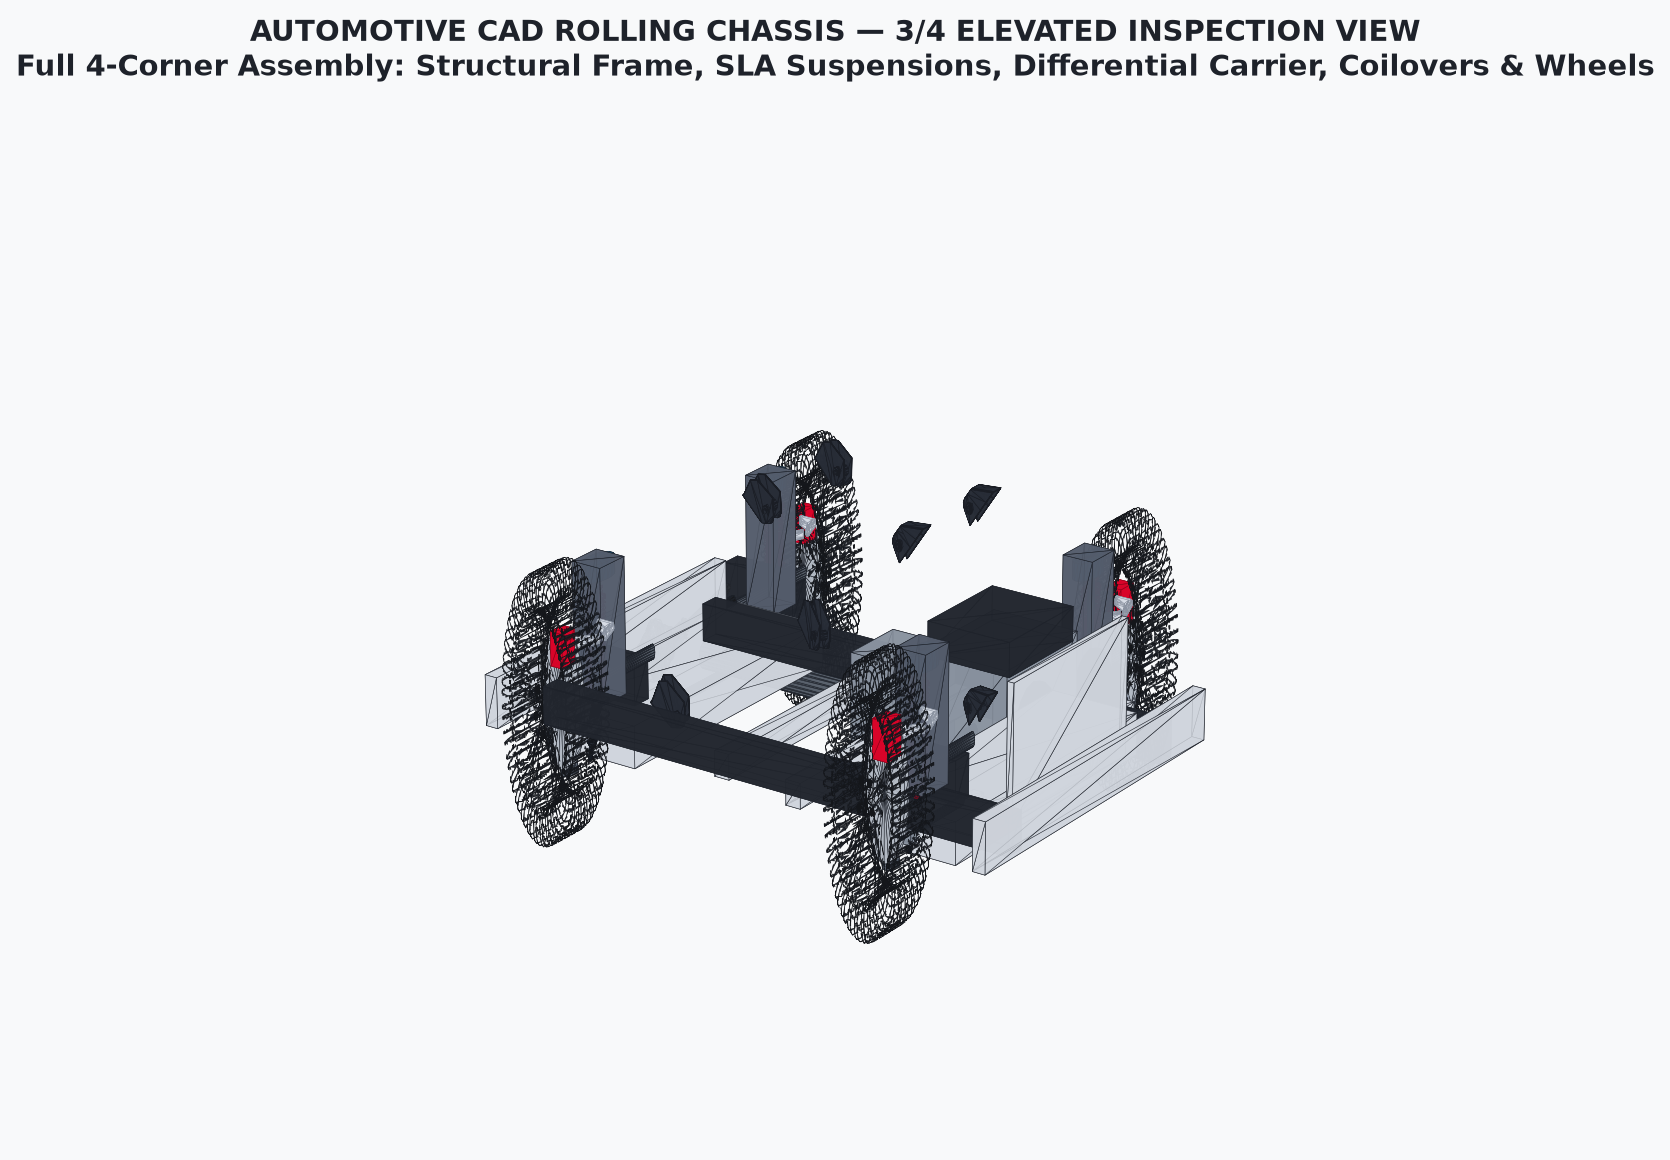 AUTOMOTIVE CAD ROLLING CHASSIS — 3/4 ELEVATED INSPECTION VIEW
Full 4-Corner Assembly: Structural Frame, SLA Suspensions, Differential Carrier, Coilovers & Wheels